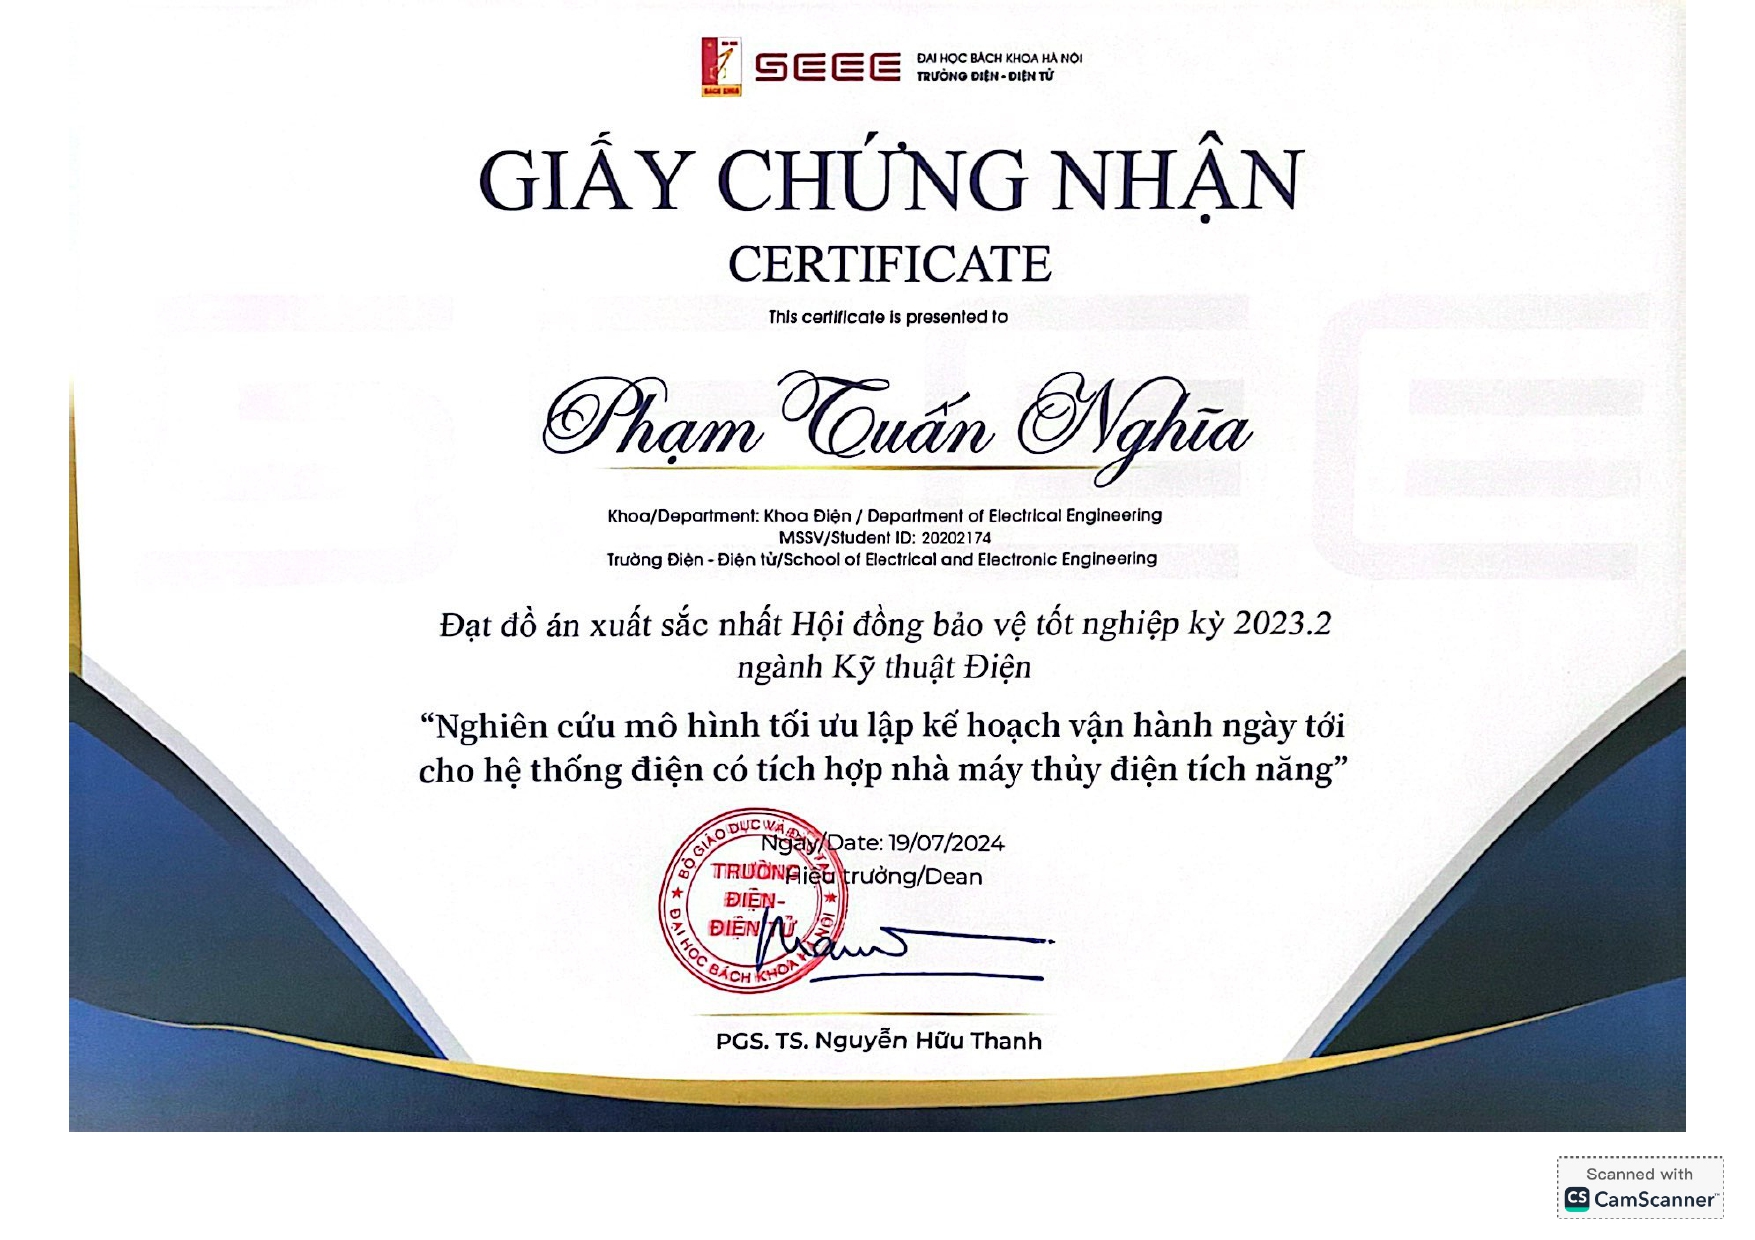 BÁCH KHOA
SEEE
ĐẠI HỌC BÁCH KHOA HÀ NỘI
TRƯỜNG ĐIỆN - ĐIỆN TỬ
GIẤY CHỨNG NHẬN
CERTIFICATE
This certificate is presented to
Phạm Tuấn Nghĩa
Khoa/Department: Khoa Điện / Department of Electrical Engineering
MSSV/Student ID: 20202174
Trường Điện - Điện tử/School of Electrical and Electronic Engineering
Đạt đồ án xuất sắc nhất Hội đồng bảo vệ tốt nghiệp kỳ 2023.2
ngành Kỹ thuật Điện
“Nghiên cứu mô hình tối ưu lập kế hoạch vận hành ngày tới
cho hệ thống điện có tích hợp nhà máy thủy điện tích năng”
Ngày/Date: 19/07/2024
Hiệu trưởng/Dean
BỘ GIÁO DỤC VÀ ĐÀO TẠO
TRƯỜNG
ĐIỆN-
ĐIỆN TỬ
ĐẠI HỌC BÁCH KHOA HÀ NỘI
PGS. TS. Nguyễn Hữu Thanh
Scanned with
CS CamScanner